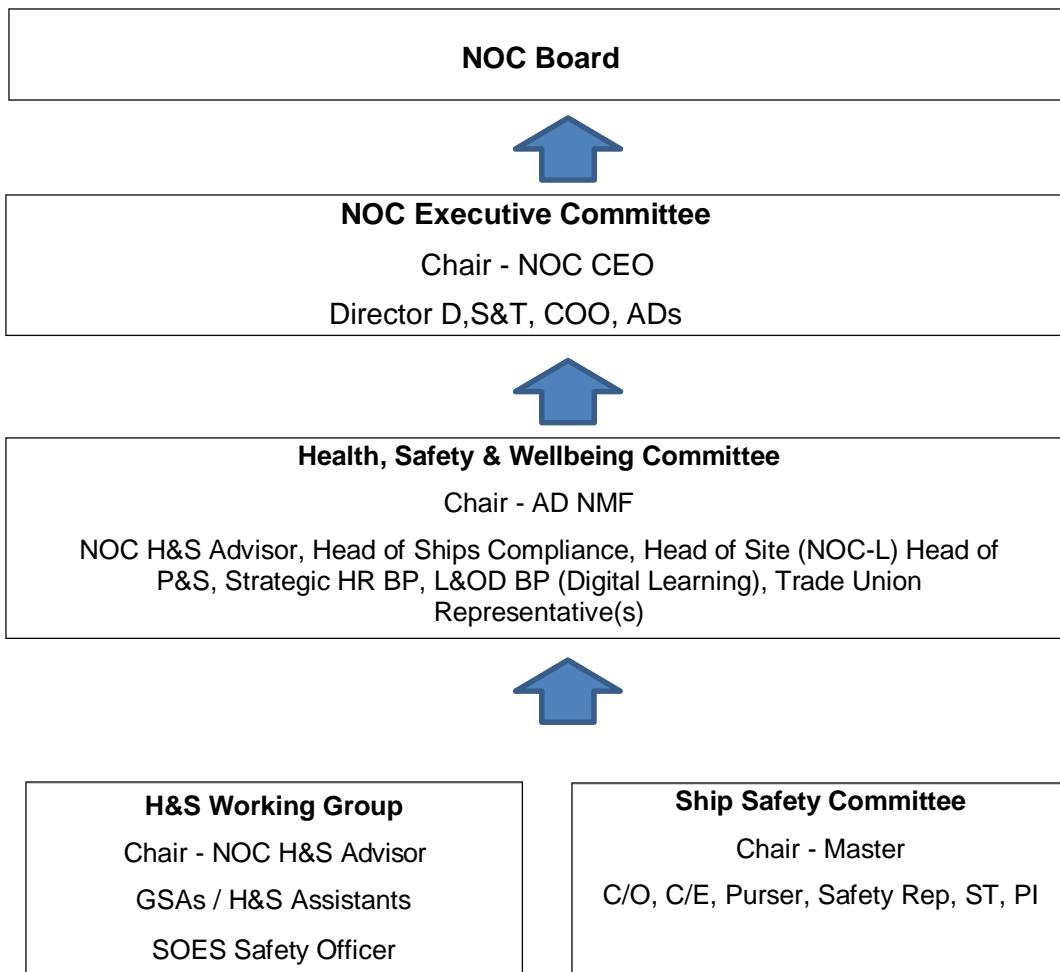 NOC Board
NOC Executive Committee
Chair - NOC CEO
Director D,S&T, COO, ADs
Health, Safety & Wellbeing Committee
Chair - AD NMF
NOC H&S Advisor, Head of Ships Compliance, Head of Site (NOC-L) Head of
P&S, Strategic HR BP, L&OD BP (Digital Learning), Trade Union
Representative(s)
H&S Working Group
Chair - NOC H&S Advisor
GSAs / H&S Assistants
SOES Safety Officer
Ship Safety Committee
Chair - Master
C/O, C/E, Purser, Safety Rep, ST, PI